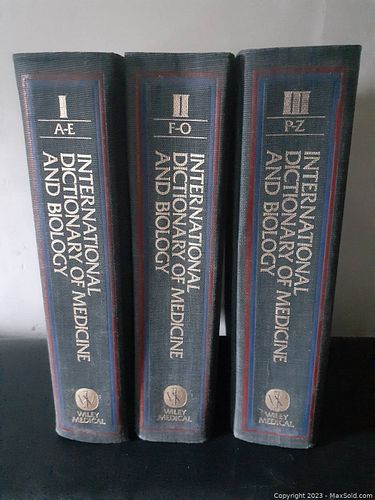 I
A-E
INTERNATIONAL
DICTIONARY OF MEDICINE
AND BIOLOGY
WILEY
MEDICAL
II
F-O
INTERNATIONAL
DICTIONARY OF MEDICINE
AND BIOLOGY
WILEY
MEDICAL
III
P-Z
INTERNATIONAL
DICTIONARY OF MEDICINE
AND BIOLOGY
WILEY
MEDICAL
Copyright 2023 - MaxSold.com